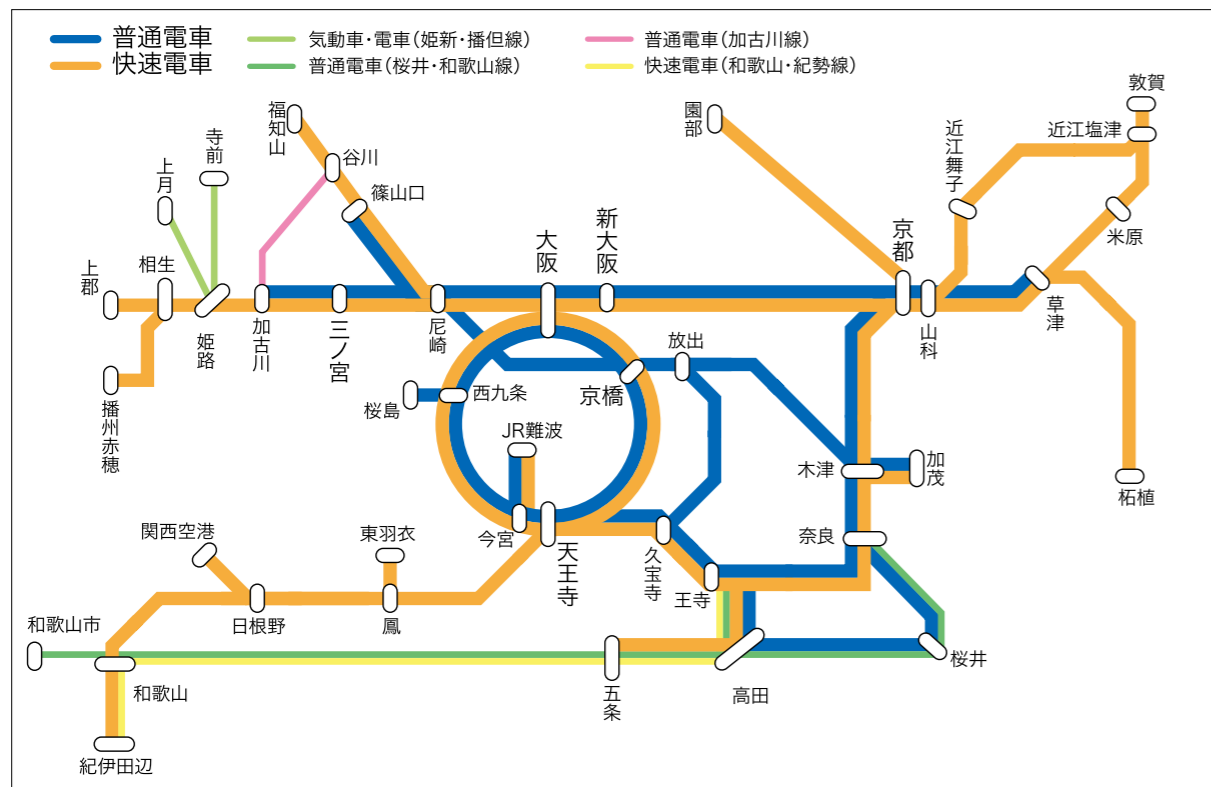 普通電車
快速電車
気動車・電車（姫新・播但線）
普通電車（桜井・和歌山線）
普通電車（加古川線）
快速電車（和歌山・紀勢線）
敦賀
近江塩津
福知山
園部
近江舞子
寺前
谷川
上月
篠山口
米原
大阪
新大阪
京都
相生
上郡
姫路
加古川
三ノ宮
尼崎
山科
草津
放出
播州赤穂
桜島
西九条
京橋
JR難波
木津
加茂
柘植
関西空港
東羽衣
今宮
天王寺
久宝寺
奈良
王寺
和歌山市
日根野
鳳
桜井
和歌山
五条
高田
紀伊田辺